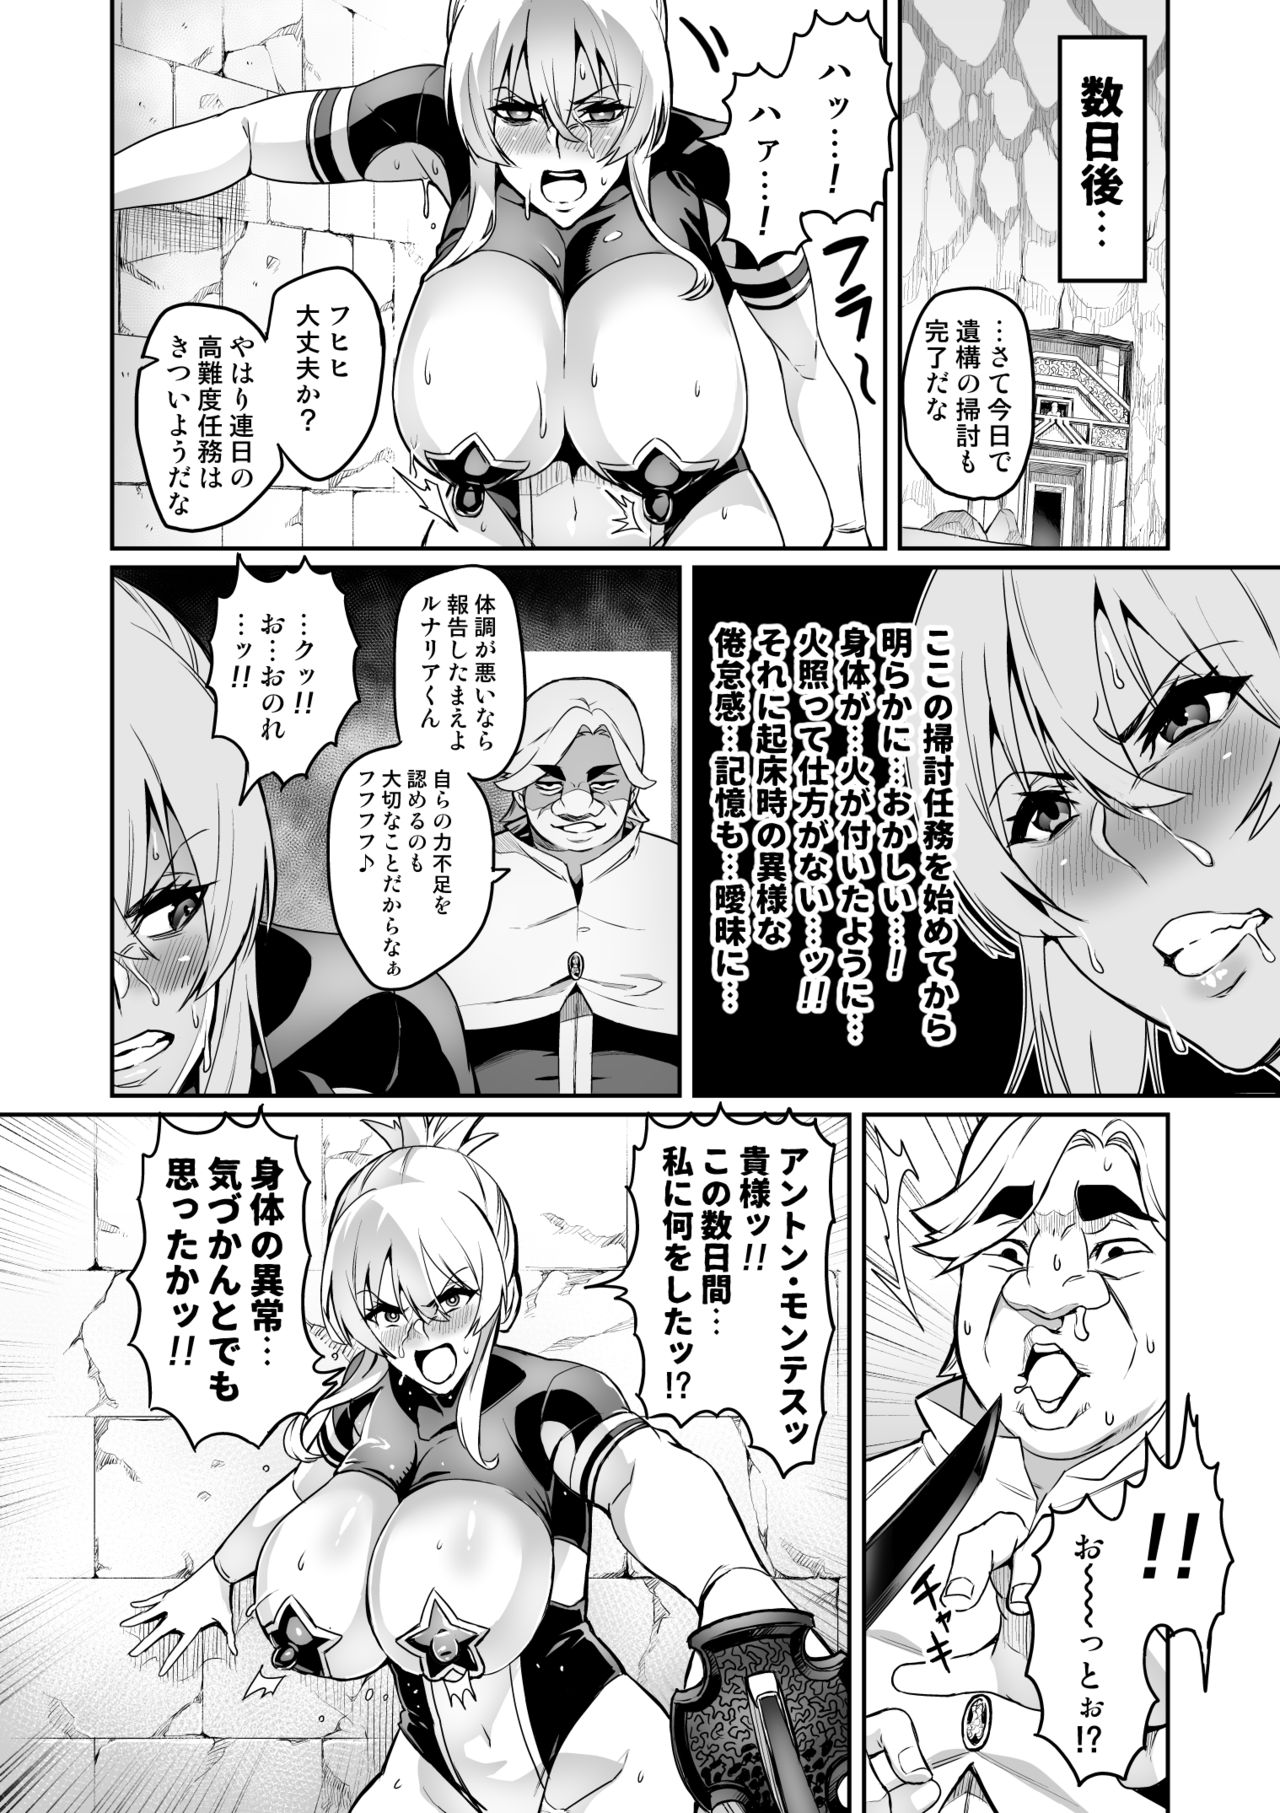 数日後…
…さて今日で
遺構の掃討も
完了だな
ハッ…！
ハァ…！
フラ〜
フヒヒ
大丈夫か？
やはり連日の
高難度任務は
きついようだな
ここの掃討任務を始めてから
明らかに…おかしい…！
身体が…火が付いたように…
火照って仕方がない…ッ!!
それに起床時の異様な
倦怠感…記憶も…曖昧に…
体調が悪いなら
報告したまえよ
ルナリアくん
自らの力不足を
認めるのも
大切なことだからなぁ
フフフフ♪
…クッ!!
お…おのれ
…ッ!!
!!
お〜〜っとぉ!?
チャキ
アントン・モンテスッ
貴様ッ!!
この数日間…
私に何をしたッ!?
身体の異常…
気づかんとでも
思ったかッ!!